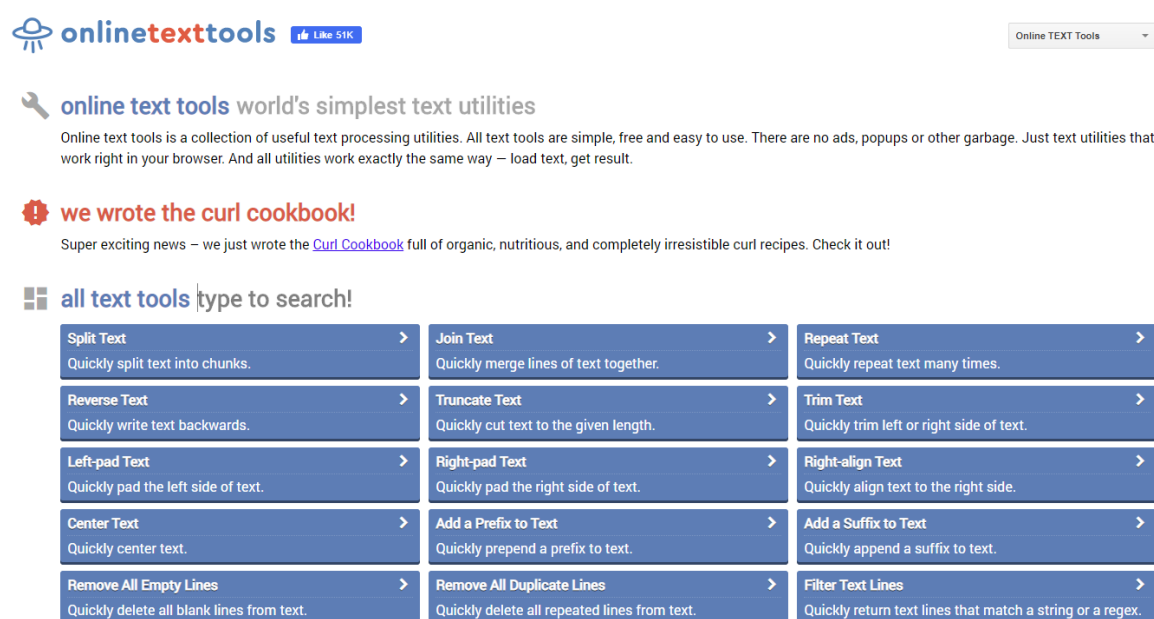 onlinetexttools
Like 51K
Online TEXT Tools
online text tools world's simplest text utilities
Online text tools is a collection of useful text processing utilities. All text tools are simple, free and easy to use. There are no ads, popups or other garbage. Just text utilities that
work right in your browser. And all utilities work exactly the same way — load text, get result.
we wrote the curl cookbook!
Super exciting news – we just wrote the Curl Cookbook full of organic, nutritious, and completely irresistible curl recipes. Check it out!
all text tools type to search!
Split Text
Quickly split text into chunks.
Join Text
Quickly merge lines of text together.
Repeat Text
Quickly repeat text many times.
Reverse Text
Quickly write text backwards.
Truncate Text
Quickly cut text to the given length.
Trim Text
Quickly trim left or right side of text.
Left-pad Text
Quickly pad the left side of text.
Right-pad Text
Quickly pad the right side of text.
Right-align Text
Quickly align text to the right side.
Center Text
Quickly center text.
Add a Prefix to Text
Quickly prepend a prefix to text.
Add a Suffix to Text
Quickly append a suffix to text.
Remove All Empty Lines
Quickly delete all blank lines from text.
Remove All Duplicate Lines
Quickly delete all repeated lines from text.
Filter Text Lines
Quickly return text lines that match a string or a regex.